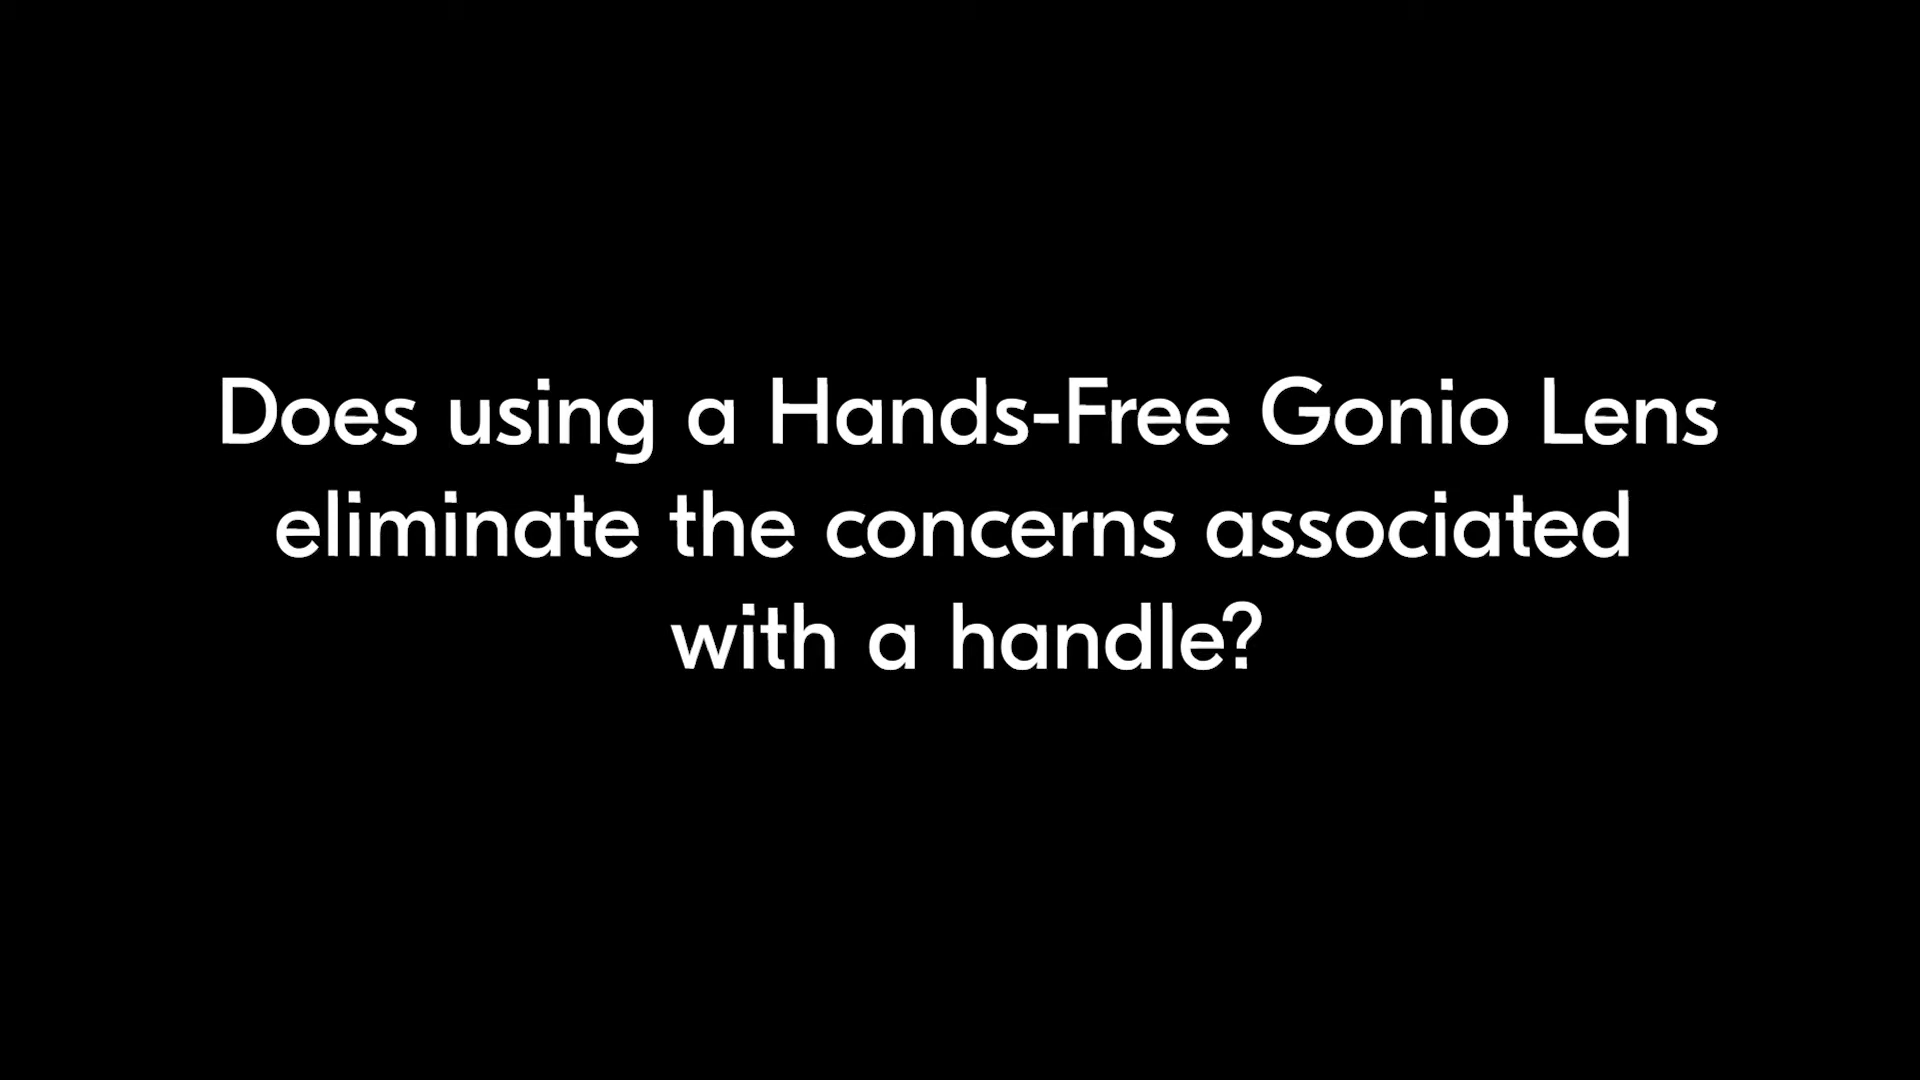 Does using a Hands-Free Gonio Lens
eliminate the concerns associated
with a handle?